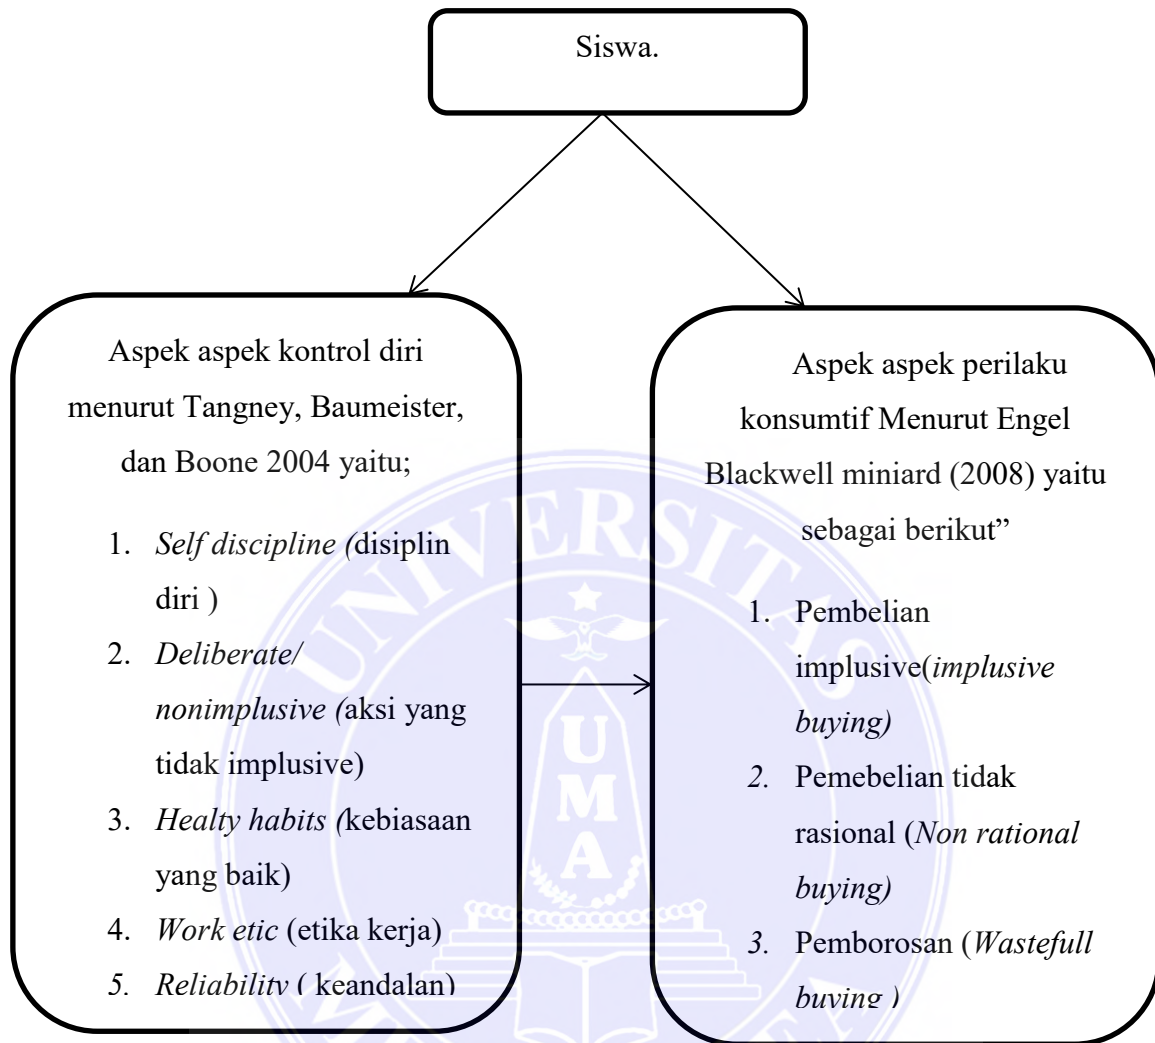 Siswa.
Aspek aspek kontrol diri
menurut Tangney, Baumeister,
dan Boone 2004 yaitu;
1. Self discipline (disiplin
diri )
2. Deliberate/
nonimplusive (aksi yang
tidak implusive)
3. Healty habits (kebiasaan
yang baik)
4. Work etic (etika kerja)
5. Reliability ( keandalan)
Aspek aspek perilaku
konsumtif Menurut Engel
Blackwell miniard (2008) yaitu
sebagai berikut”
1. Pembelian
implusive(implusive
buying)
2. Pemebelian tidak
rasional (Non rational
buying)
3. Pemborosan (Wastefull
buying )
UNIVERSITAS
UMA